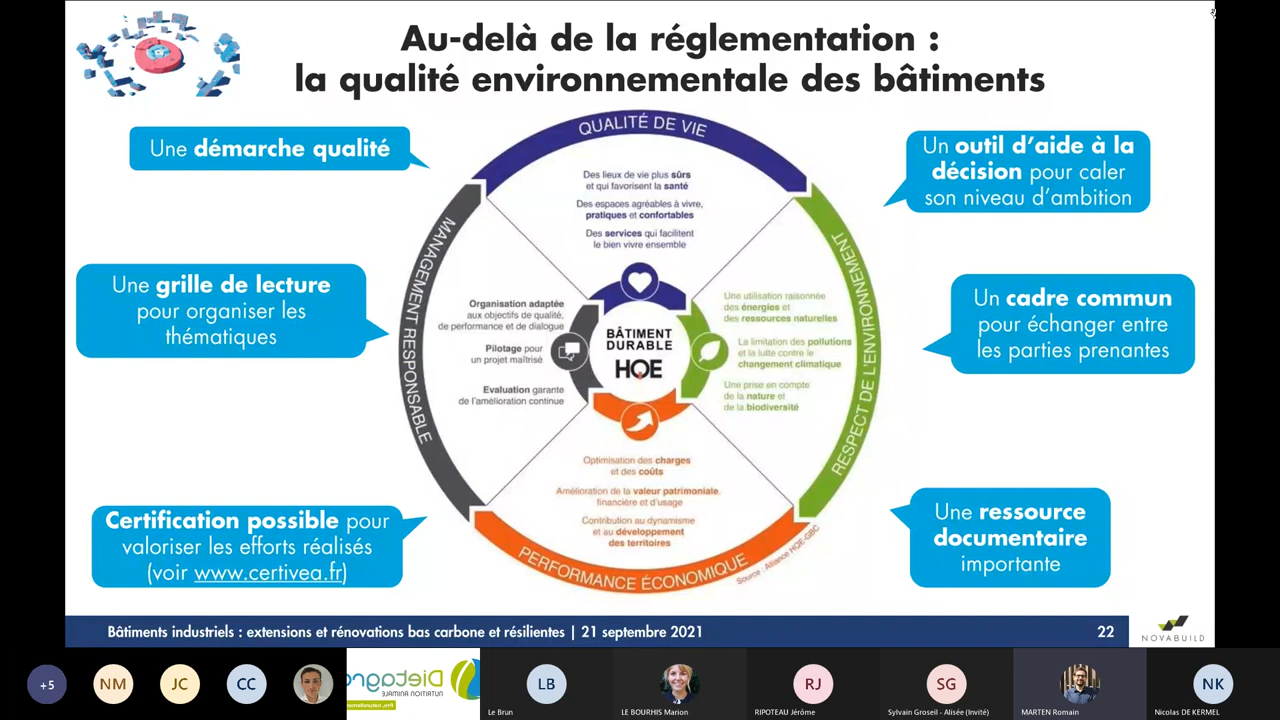 Au-delà de la réglementation :
la qualité environnementale des bâtiments
Une démarche qualité
Une grille de lecture
pour organiser les
thématiques
Certification possible pour
valoriser les efforts réalisés
(voir www.certivea.fr)
QUALITÉ DE VIE
Des lieux de vie plus sûrs
et qui favorisent la santé
Des espaces agréables à vivre,
pratiques et confortables
Des services qui facilitent
le bien vivre ensemble
MANAGEMENT RESPONSABLE
Organisation adaptée
aux objectifs de qualité,
de performance et de dialogue
Pilotage pour
un projet maîtrisé
Evaluation garante
de l'amélioration continue
BÂTIMENT
DURABLE
HQE
RESPECT DE L'ENVIRONNEMENT
Une utilisation raisonnée
des énergies et
des ressources naturelles
La limitation des pollutions
et la lutte contre le
changement climatique
Une prise en compte
de la nature et
de la biodiversité
Optimisation des charges
et des coûts
Amélioration de la valeur patrimoniale,
financière et d'usage
Contribution au dynamisme
et au développement
des territoires
PERFORMANCE ÉCONOMIQUE
Source : Alliance HQE-GBC
Un outil d'aide à la
décision pour caler
son niveau d'ambition
Un cadre commun
pour échanger entre
les parties prenantes
Une ressource
documentaire
importante
Bâtiments industriels : extensions et rénovations bas carbone et résilientes | 21 septembre 2021
22
NOVABUILD
+5
NM
JC
CC
Dietagro
NUTRITION ANIMALE
Pro, naturellement
LB
Le Brun
LE BOURHIS Marion
RJ
RIPOTEAU Jérôme
SG
Sylvain Groseil - Alisée (Invité)
MARTEN Romain
NK
Nicolas DE KERMEL